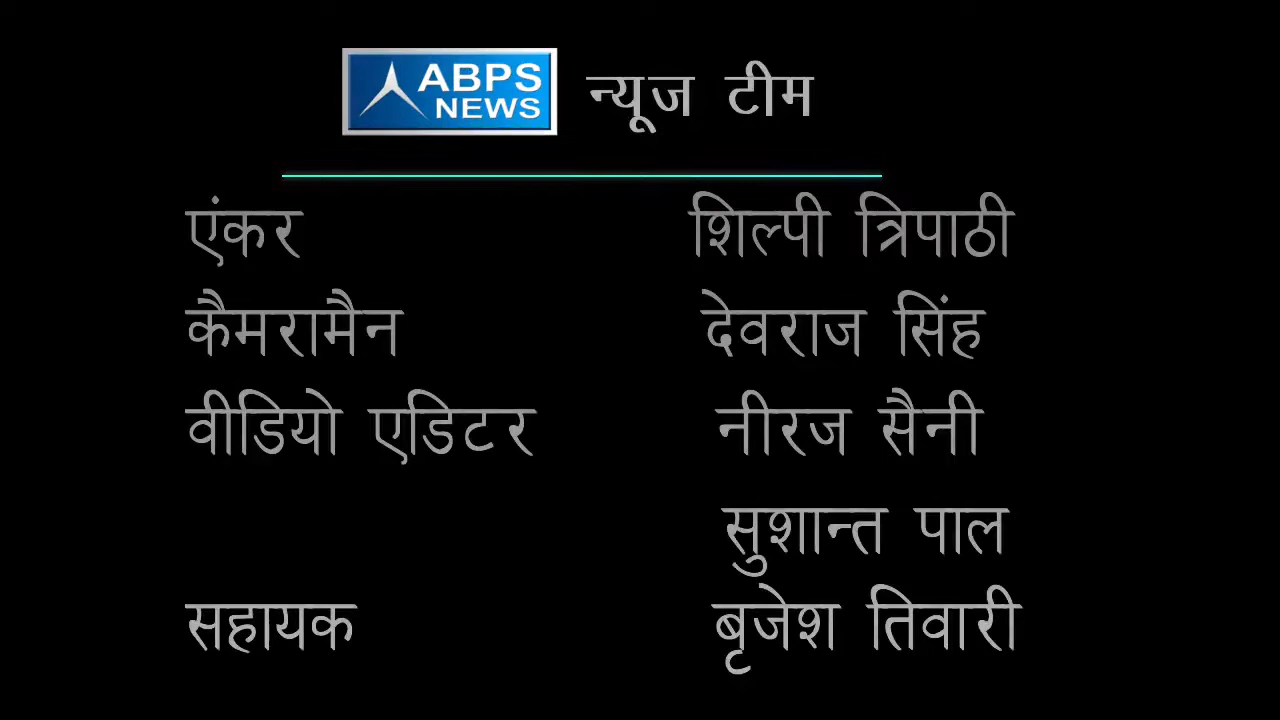 ABPS NEWS न्यूज टीम
एंकर शिल्पी त्रिपाठी
कैमरामैन देवराज सिंह
वीडियो एडिटर नीरज सैनी
सुशान्त पाल
सहायक बृजेश तिवारी